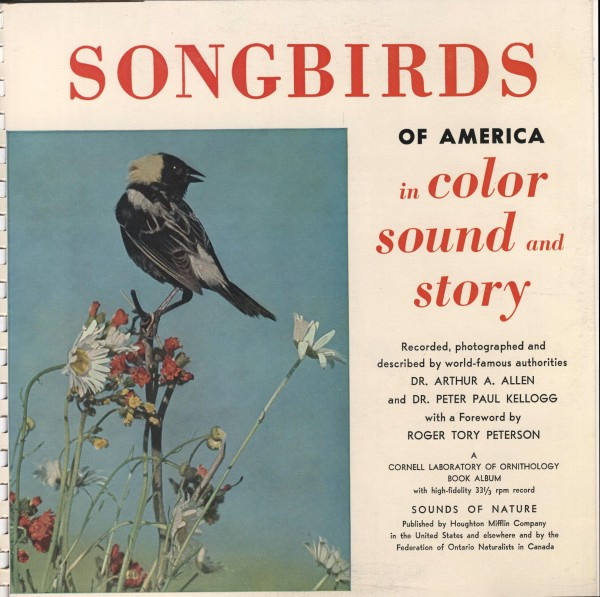 SONGBIRDS
OF AMERICA
in color
sound and
story
Recorded, photographed and
described by world-famous authorities
DR. ARTHUR A. ALLEN
and DR. PETER PAUL KELLOGG
with a Foreword by
ROGER TORY PETERSON
A
CORNELL LABORATORY OF ORNITHOLOGY
BOOK ALBUM
with high-fidelity 33⅓ rpm record
SOUNDS OF NATURE
Published by Houghton Mifflin Company
in the United States and elsewhere and by the
Federation of Ontario Naturalists in Canada